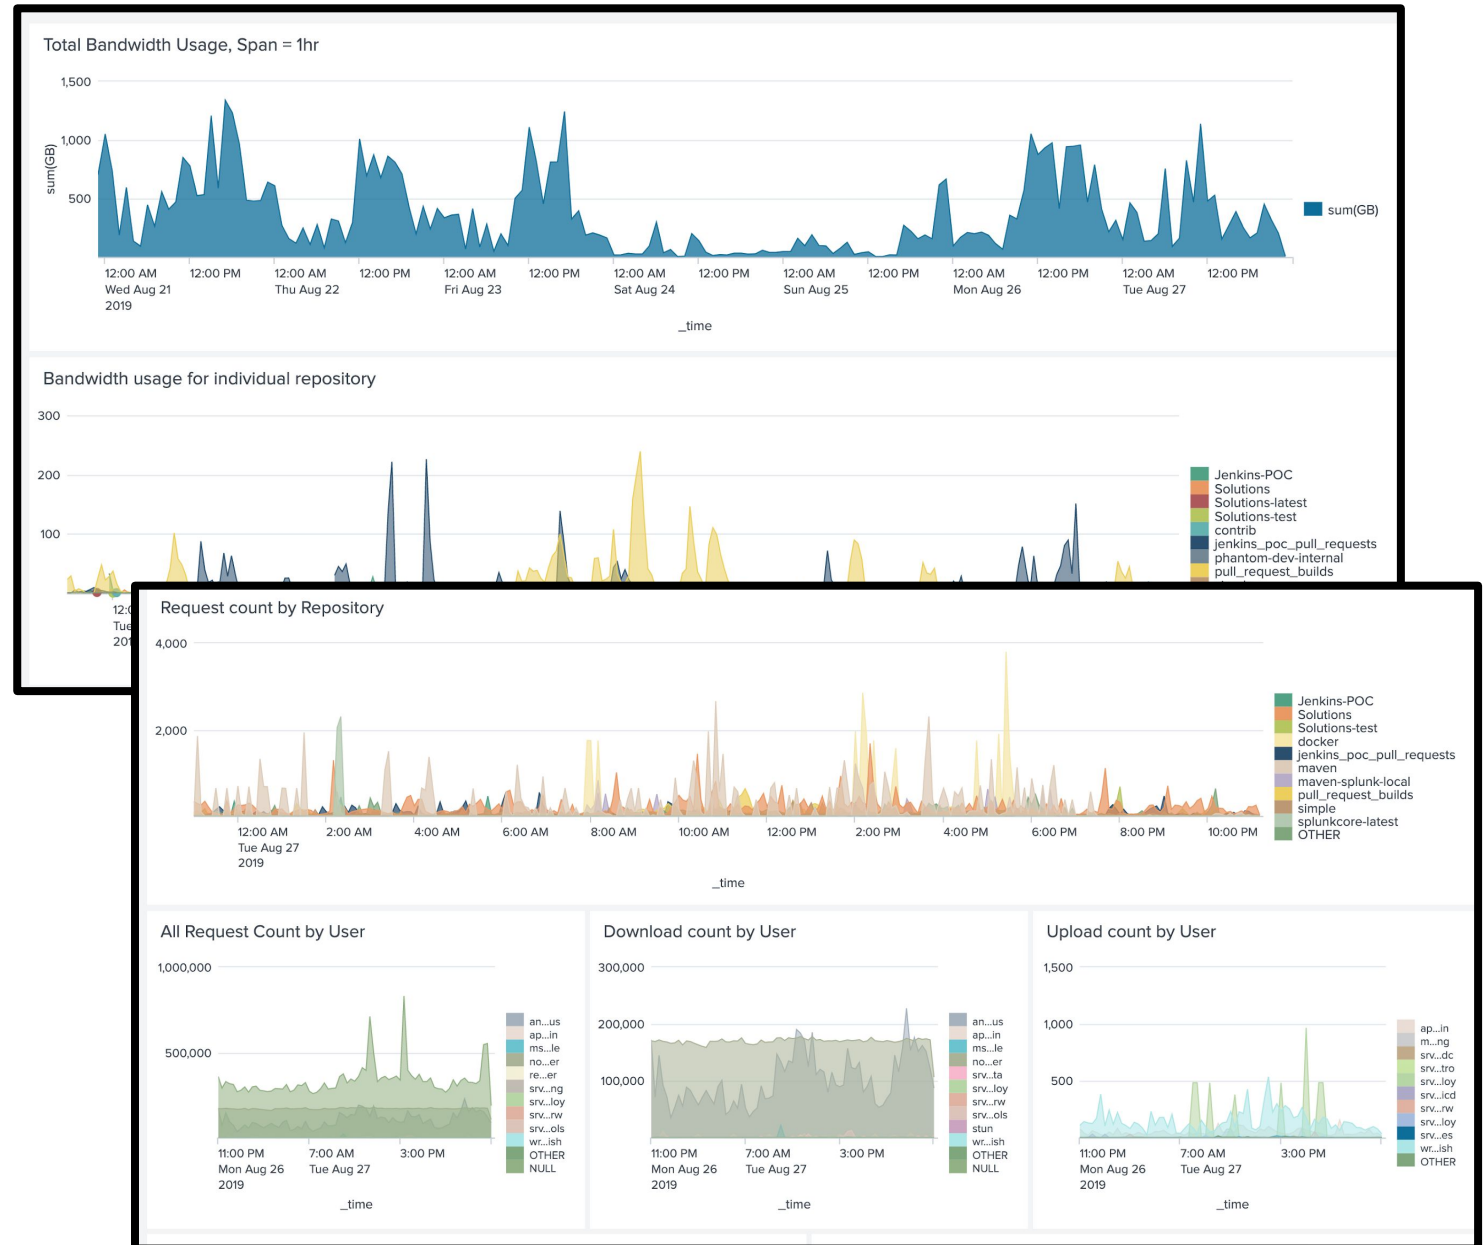 Total Bandwidth Usage, Span = 1hr
1,500
1,000
500
sum(GB)
sum(GB)
12:00 AM 12:00 PM 12:00 AM 12:00 PM 12:00 AM 12:00 PM 12:00 AM 12:00 PM 12:00 AM 12:00 PM 12:00 AM 12:00 PM 12:00 AM 12:00 PM
Wed Aug 21 Thu Aug 22 Fri Aug 23 Sat Aug 24 Sun Aug 25 Mon Aug 26 Tue Aug 27
2019
_time
Bandwidth usage for individual repository
300
200
100
Jenkins-POC
Solutions
Solutions-latest
Solutions-test
contrib
jenkins_poc_pull_requests
phantom-dev-internal
pull_request_builds
12:0
Tue
201
Request count by Repository
4,000
2,000
12:00 AM 2:00 AM 4:00 AM 6:00 AM 8:00 AM 10:00 AM 12:00 PM 2:00 PM 4:00 PM 6:00 PM 8:00 PM 10:00 PM
Tue Aug 27
2019
_time
Jenkins-POC
Solutions
Solutions-test
docker
jenkins_poc_pull_requests
maven
maven-splunk-local
pull_request_builds
simple
splunkcore-latest
OTHER
All Request Count by User
1,000,000
500,000
11:00 PM 7:00 AM 3:00 PM
Mon Aug 26 Tue Aug 27
2019
_time
an...us
ap...in
ms...le
no...er
re...er
srv...ng
srv...loy
srv...rw
srv...ols
wr...ish
OTHER
NULL
Download count by User
300,000
200,000
100,000
11:00 PM 7:00 AM 3:00 PM
Mon Aug 26 Tue Aug 27
2019
_time
an...us
ap...in
ms...le
no...er
srv...ta
srv...loy
srv...rw
srv...ols
stun
wr...ish
OTHER
NULL
Upload count by User
1,500
1,000
500
11:00 PM 7:00 AM 3:00 PM
Mon Aug 26 Tue Aug 27
2019
_time
ap...in
m...ng
srv...dc
srv...tro
srv...loy
srv...icd
srv...rw
srv...loy
srv...es
wr...ish
OTHER